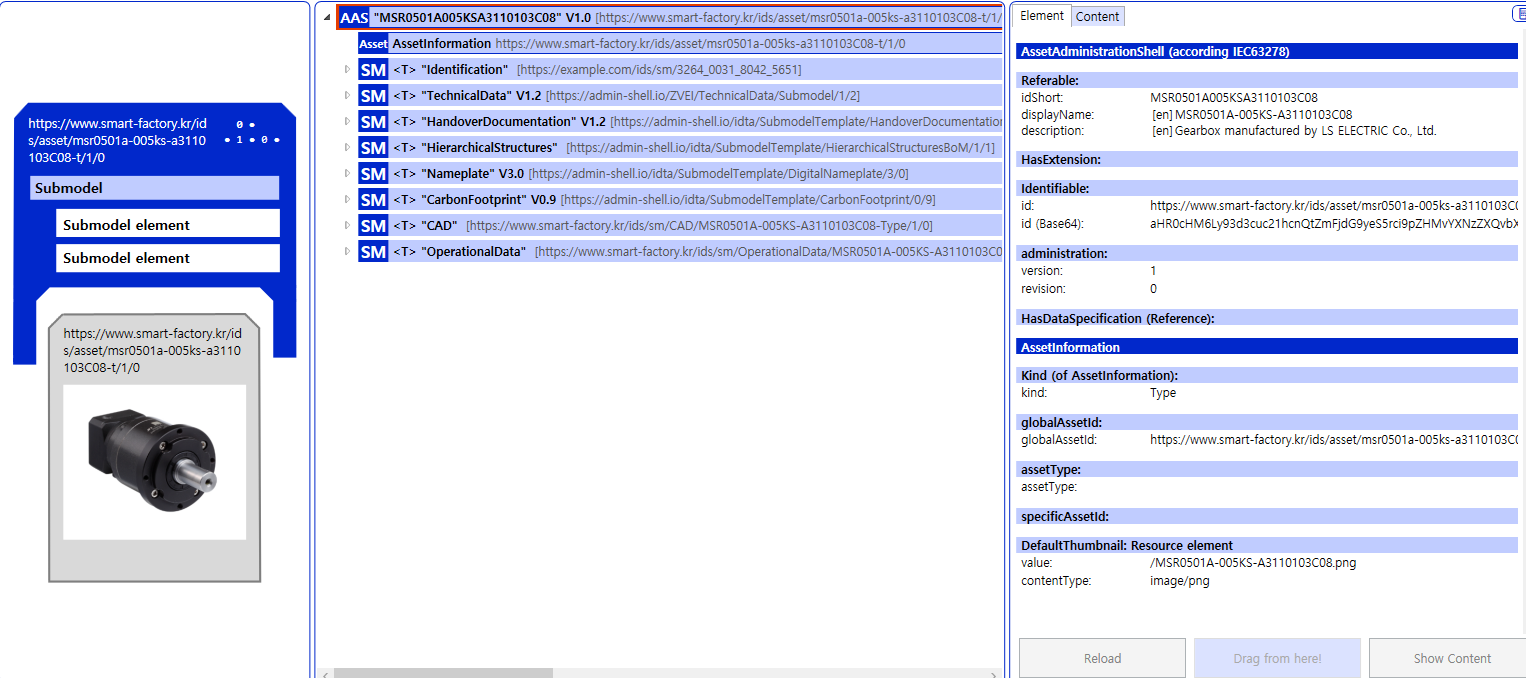 https://www.smart-factory.kr/id
s/asset/msr0501a-005ks-a3110
103C08-t/1/0
0
1 0
Submodel
Submodel element
Submodel element
https://www.smart-factory.kr/id
s/asset/msr0501a-005ks-a3110
103C08-t/1/0
AAS "MSR0501A005KSA3110103C08" V1.0 [https://www.smart-factory.kr/ids/asset/msr0501a-005ks-a3110103C08-t/1/
Asset AssetInformation https://www.smart-factory.kr/ids/asset/msr0501a-005ks-a3110103C08-t/1/0
SM <T> "Identification" [https://example.com/ids/sm/3264_0031_8042_5651]
SM <T> "TechnicalData" V1.2 [https://admin-shell.io/ZVEI/TechnicalData/Submodel/1/2]
SM <T> "HandoverDocumentation" V1.2 [https://admin-shell.io/idta/SubmodelTemplate/HandoverDocumentation
SM <T> "HierarchicalStructures" [https://admin-shell.io/idta/SubmodelTemplate/HierarchicalStructuresBoM/1/1]
SM <T> "Nameplate" V3.0 [https://admin-shell.io/idta/SubmodelTemplate/DigitalNameplate/3/0]
SM <T> "CarbonFootprint" V0.9 [https://admin-shell.io/idta/SubmodelTemplate/CarbonFootprint/0/9]
SM <T> "CAD" [https://www.smart-factory.kr/ids/sm/CAD/MSR0501A-005KS-A3110103C08-Type/1/0]
SM <T> "OperationalData" [https://www.smart-factory.kr/ids/sm/OperationalData/MSR0501A-005KS-A3110103C0
Element Content
AssetAdministrationShell (according IEC63278)
Referable:
idShort: MSR0501A005KSA3110103C08
displayName: [en] MSR0501A-005KS-A3110103C08
description: [en] Gearbox manufactured by LS ELECTRIC Co., Ltd.
HasExtension:
Identifiable:
id: https://www.smart-factory.kr/ids/asset/msr0501a-005ks-a3110103C0
id (Base64): aHR0cHM6Ly93d3cuc21hcnQtZmFjdG9yeS5rci9pZHMvYXNzZXQvbX
administration:
version: 1
revision: 0
HasDataSpecification (Reference):
AssetInformation
Kind (of AssetInformation):
kind: Type
globalAssetId:
globalAssetId: https://www.smart-factory.kr/ids/asset/msr0501a-005ks-a3110103C0
assetType:
assetType:
specificAssetId:
DefaultThumbnail: Resource element
value: /MSR0501A-005KS-A3110103C08.png
contentType: image/png
Reload Drag from here! Show Content